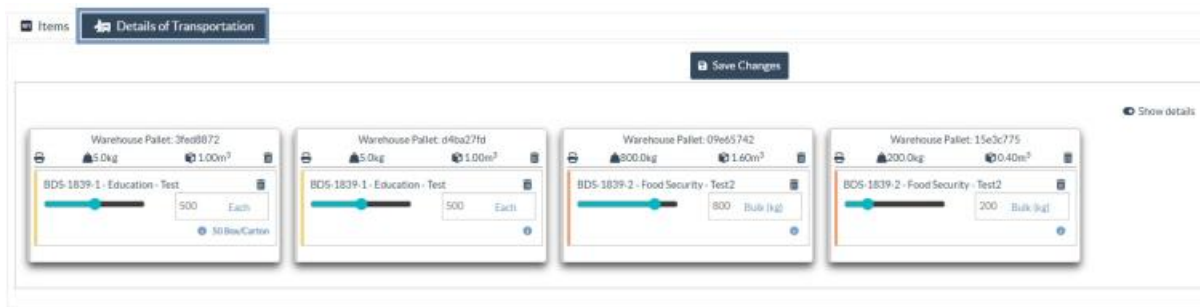 Items
Details of Transportation
Save Changes
Show details
Warehouse Pallet: 3fed8872
5.0kg 1.00m³
BDS-1839-1 - Education - Test
500 Each
50 Box/Carton
Warehouse Pallet: d4ba27fd
5.0kg 1.00m³
BDS-1839-1 - Education - Test
500 Each
Warehouse Pallet: 09e65742
800.0kg 1.60m³
BDS-1839-2 - Food Security - Test2
800 Bulk (kg)
Warehouse Pallet: 15e3c775
200.0kg 0.40m³
BDS-1839-2 - Food Security - Test2
200 Bulk (kg)